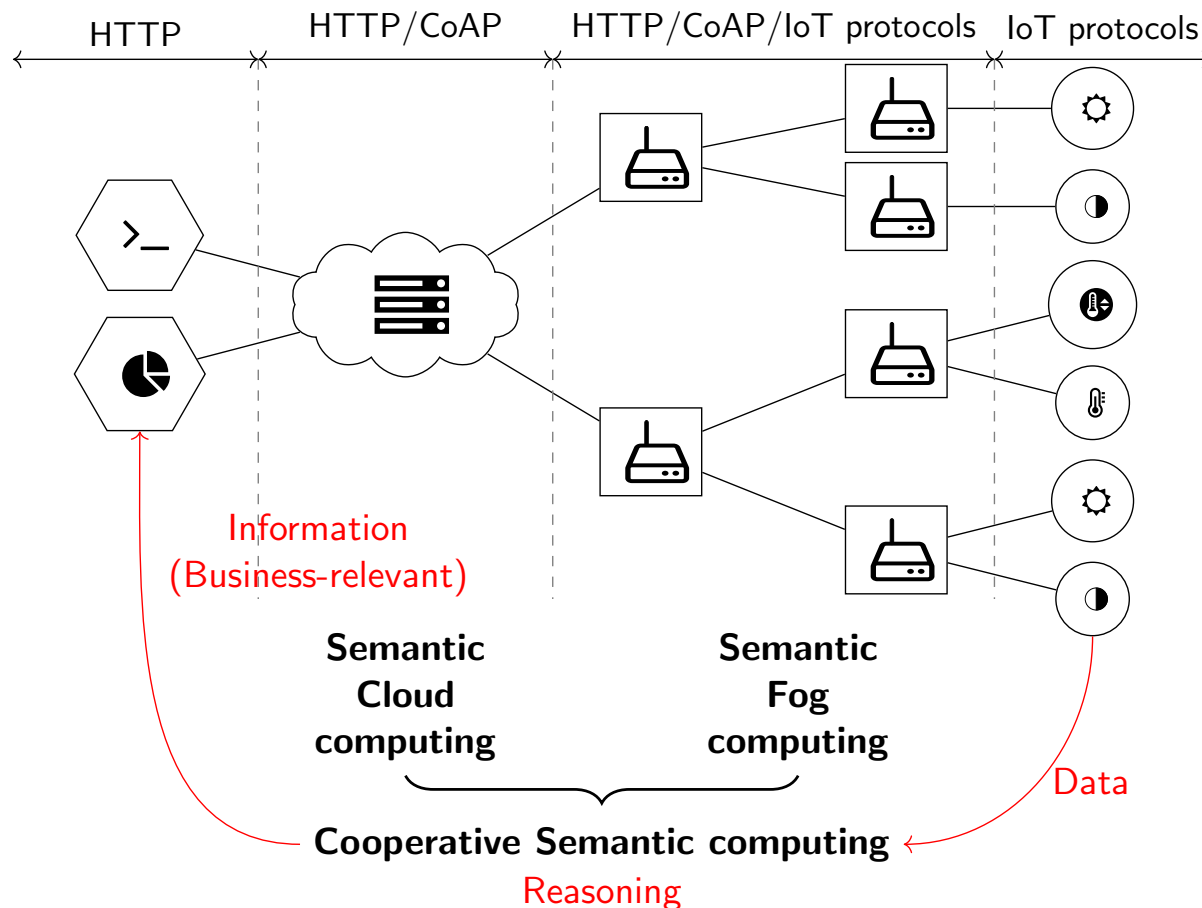 HTTP
HTTP/CoAP
HTTP/CoAP/IoT protocols
IoT protocols
Information
(Business-relevant)
Semantic
Cloud
computing
Semantic
Fog
computing
Data
Cooperative Semantic computing
Reasoning